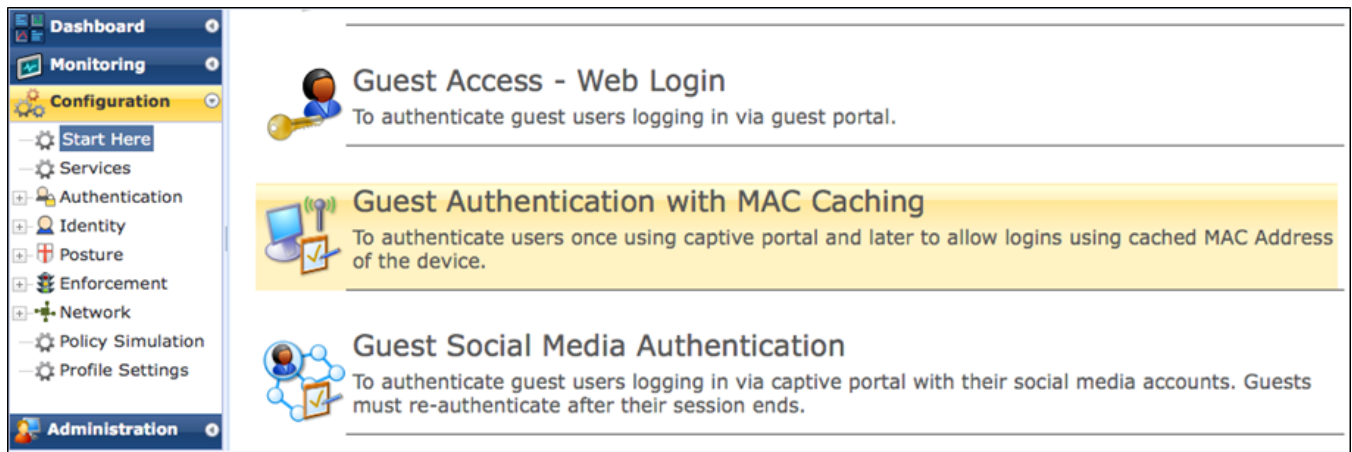 Dashboard
Monitoring
Configuration
Start Here
Services
Authentication
Identity
Posture
Enforcement
Network
Policy Simulation
Profile Settings
Administration
Guest Access - Web Login
To authenticate guest users logging in via guest portal.
Guest Authentication with MAC Caching
To authenticate users once using captive portal and later to allow logins using cached MAC Address
of the device.
Guest Social Media Authentication
To authenticate guest users logging in via captive portal with their social media accounts. Guests
must re-authenticate after their session ends.